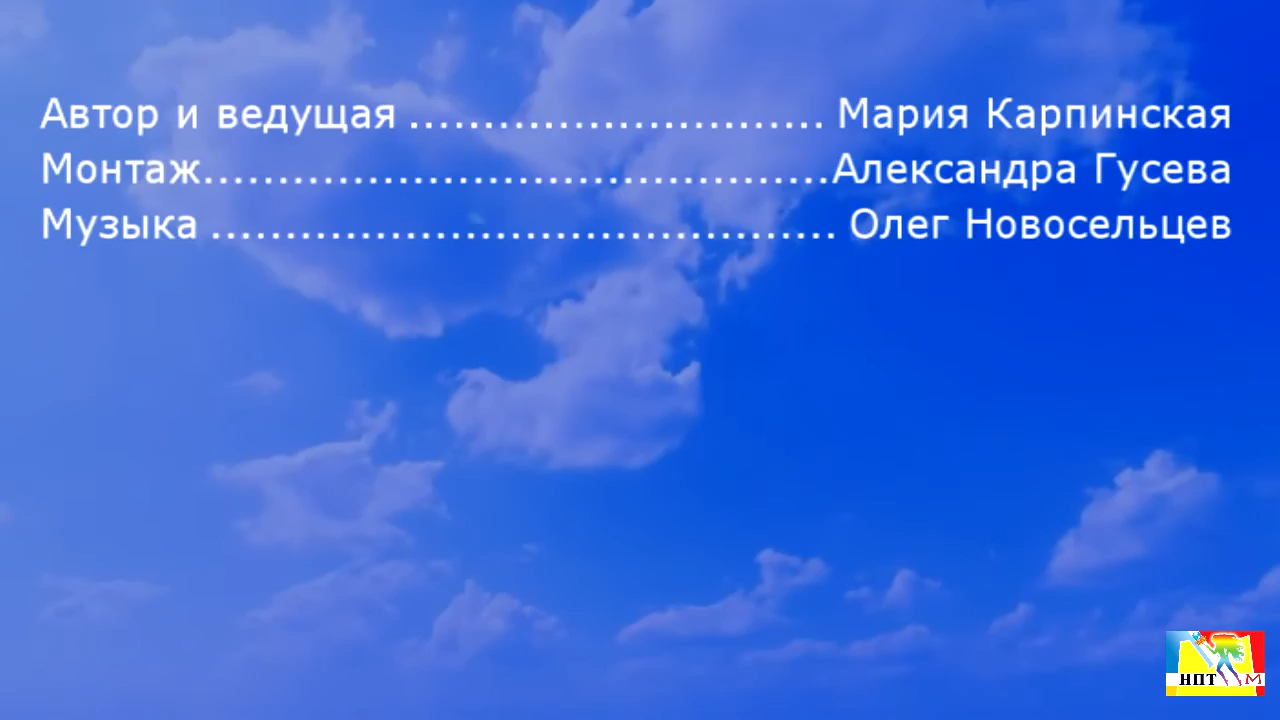 Автор и ведущая ............................ Мария Карпинская
Монтаж..........................................Александра Гусева
Музыка .......................................... Олег Новосельцев
НПТ М